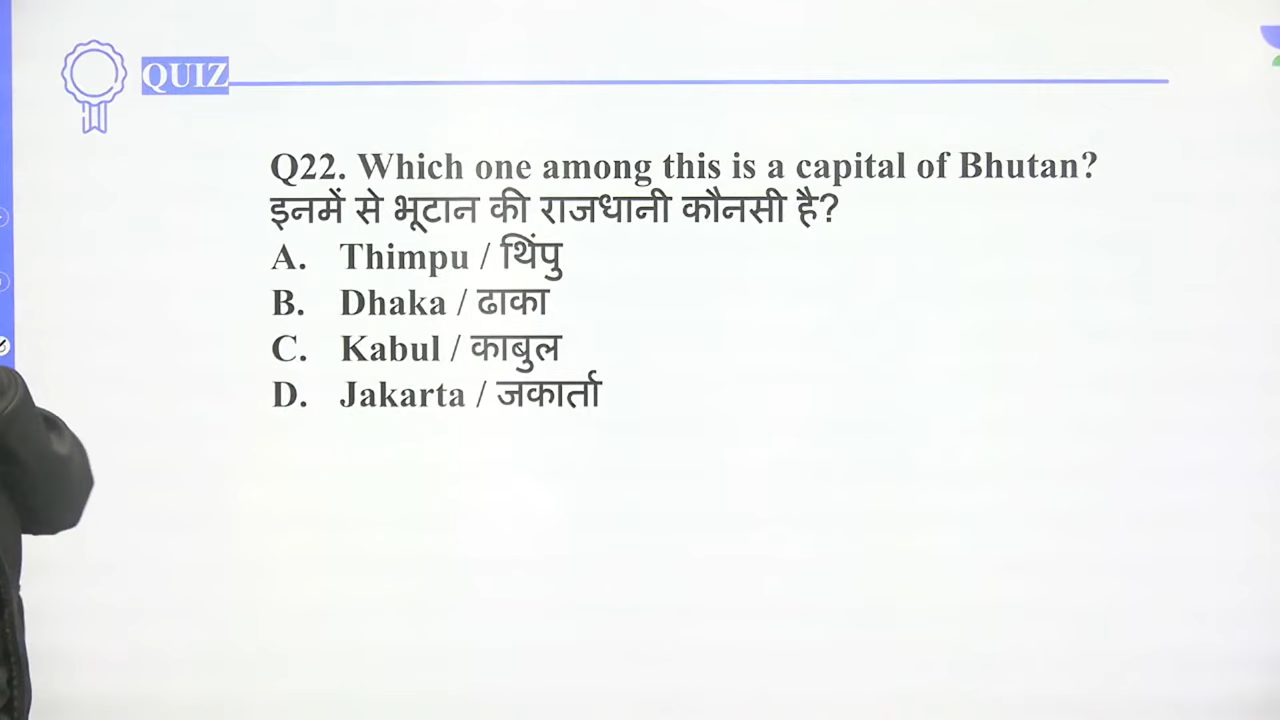 QUIZ
Q22. Which one among this is a capital of Bhutan?
इनमें से भूटान की राजधानी कौनसी है?
A. Thimpu / थिंपु
B. Dhaka / ढाका
C. Kabul / काबुल
D. Jakarta / जकार्ता